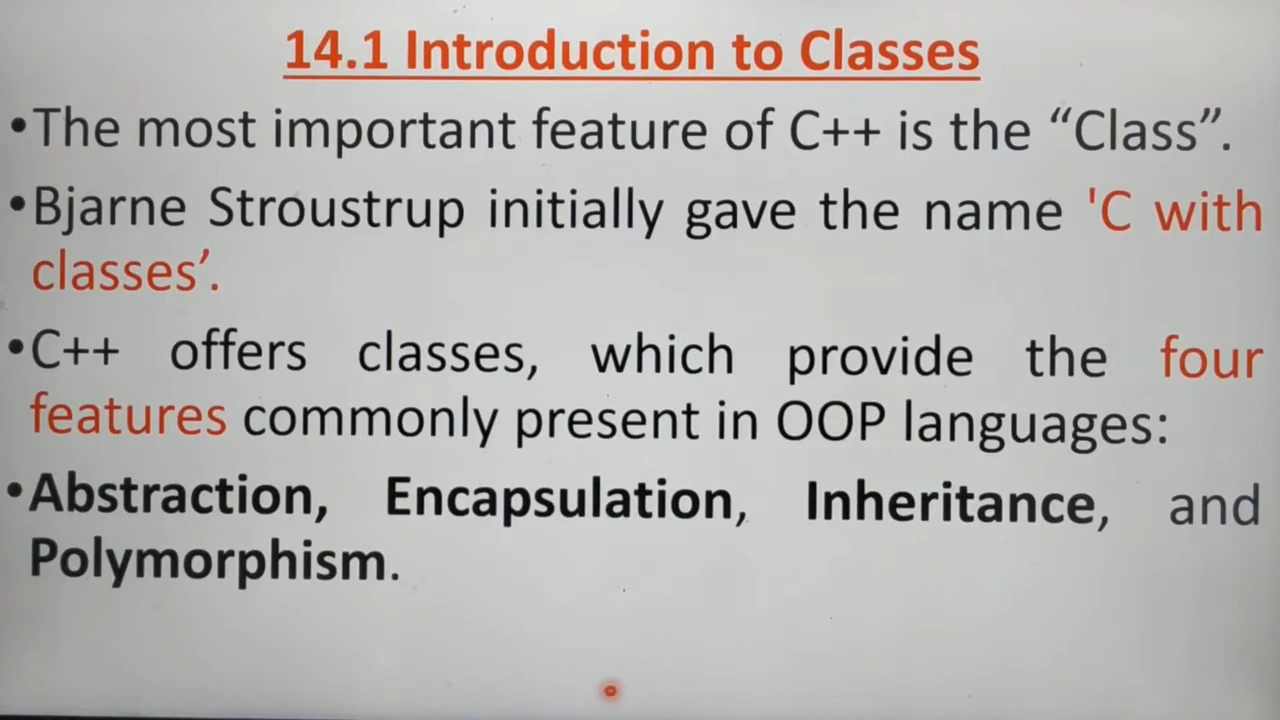 14.1 Introduction to Classes
•The most important feature of C++ is the “Class”.
•Bjarne Stroustrup initially gave the name 'C with
classes’.
•C++ offers classes, which provide the four
features commonly present in OOP languages:
•Abstraction, Encapsulation, Inheritance, and
Polymorphism.